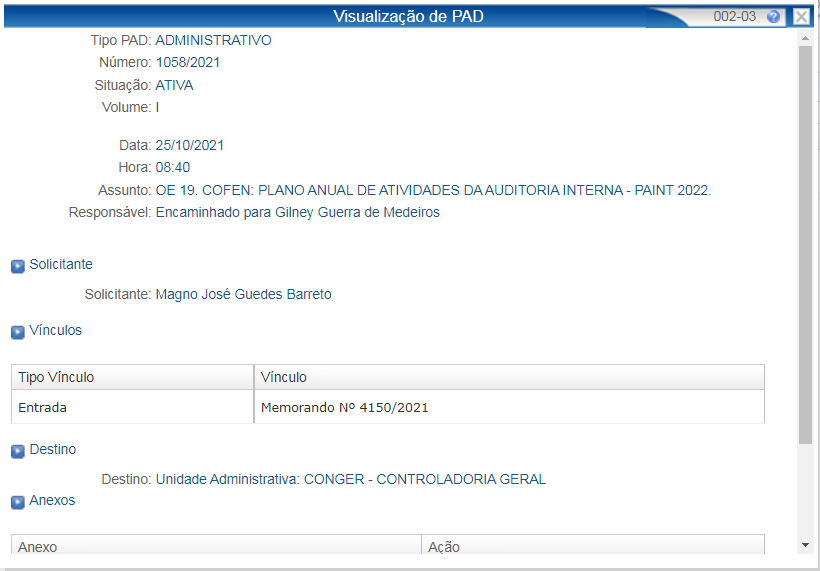 Visualização de PAD
002-03
Tipo PAD: ADMINISTRATIVO
Número: 1058/2021
Situação: ATIVA
Volume: I
Data: 25/10/2021
Hora: 08:40
Assunto: OE 19. COFEN: PLANO ANUAL DE ATIVIDADES DA AUDITORIA INTERNA - PAINT 2022.
Responsável: Encaminhado para Gilney Guerra de Medeiros
Solicitante
Solicitante: Magno José Guedes Barreto
Vínculos
Tipo Vínculo Vínculo
Entrada Memorando Nº 4150/2021
Destino
Destino: Unidade Administrativa: CONGER - CONTROLADORIA GERAL
Anexos
Anexo Ação